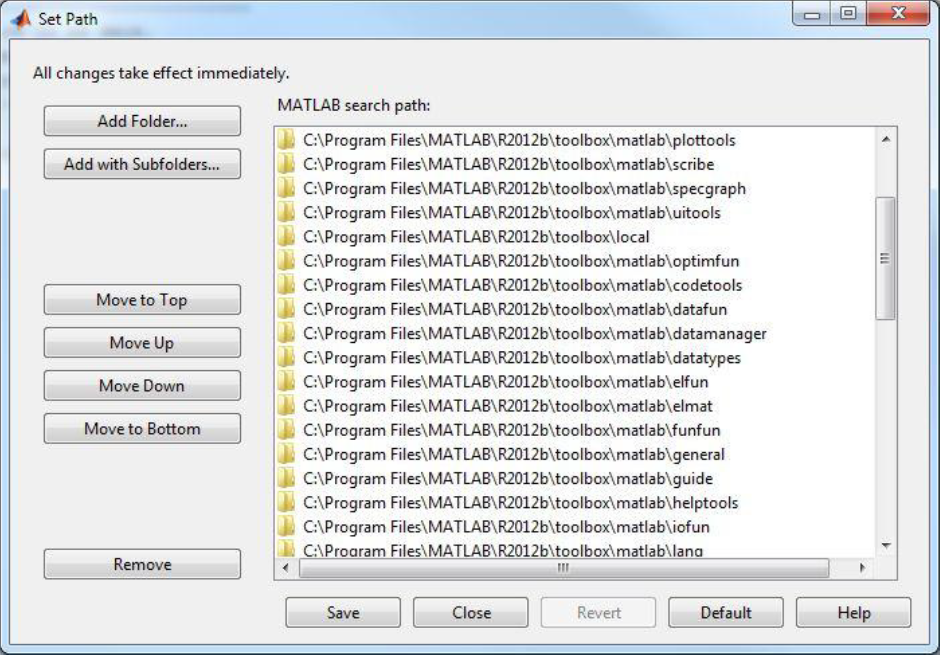 Set Path
All changes take effect immediately.
MATLAB search path:
Add Folder...
Add with Subfolders...
Move to Top
Move Up
Move Down
Move to Bottom
Remove
C:\Program Files\MATLAB\R2012b\toolbox\matlab\plottools
C:\Program Files\MATLAB\R2012b\toolbox\matlab\scribe
C:\Program Files\MATLAB\R2012b\toolbox\matlab\specgraph
C:\Program Files\MATLAB\R2012b\toolbox\matlab\uitools
C:\Program Files\MATLAB\R2012b\toolbox\local
C:\Program Files\MATLAB\R2012b\toolbox\matlab\optimfun
C:\Program Files\MATLAB\R2012b\toolbox\matlab\codetools
C:\Program Files\MATLAB\R2012b\toolbox\matlab\datafun
C:\Program Files\MATLAB\R2012b\toolbox\matlab\datamanager
C:\Program Files\MATLAB\R2012b\toolbox\matlab\datatypes
C:\Program Files\MATLAB\R2012b\toolbox\matlab\elfun
C:\Program Files\MATLAB\R2012b\toolbox\matlab\elmat
C:\Program Files\MATLAB\R2012b\toolbox\matlab\funfun
C:\Program Files\MATLAB\R2012b\toolbox\matlab\general
C:\Program Files\MATLAB\R2012b\toolbox\matlab\guide
C:\Program Files\MATLAB\R2012b\toolbox\matlab\helptools
C:\Program Files\MATLAB\R2012b\toolbox\matlab\iofun
C:\Program Files\MATLAB\R2012b\toolbox\matlab\lang
Save
Close
Revert
Default
Help